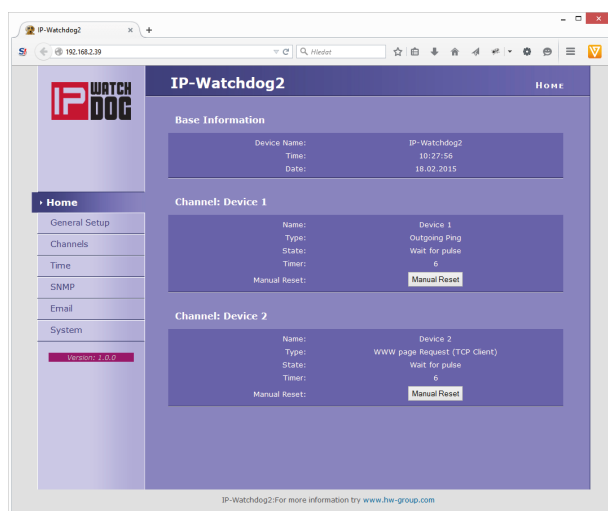 IP-Watchdog2
192.168.2.39
Hledat
IP WATCH DOG
IP-Watchdog2
HOME
Base Information
Device Name: IP-Watchdog2
Time: 10:27:56
Date: 18.02.2015
Home
General Setup
Channels
Time
SNMP
Email
System
Version: 1.0.0
Channel: Device 1
Name: Device 1
Type: Outgoing Ping
State: Wait for pulse
Timer: 6
Manual Reset: Manual Reset
Channel: Device 2
Name: Device 2
Type: WWW page Request (TCP Client)
State: Wait for pulse
Timer: 6
Manual Reset: Manual Reset
IP-Watchdog2:For more information try www.hw-group.com